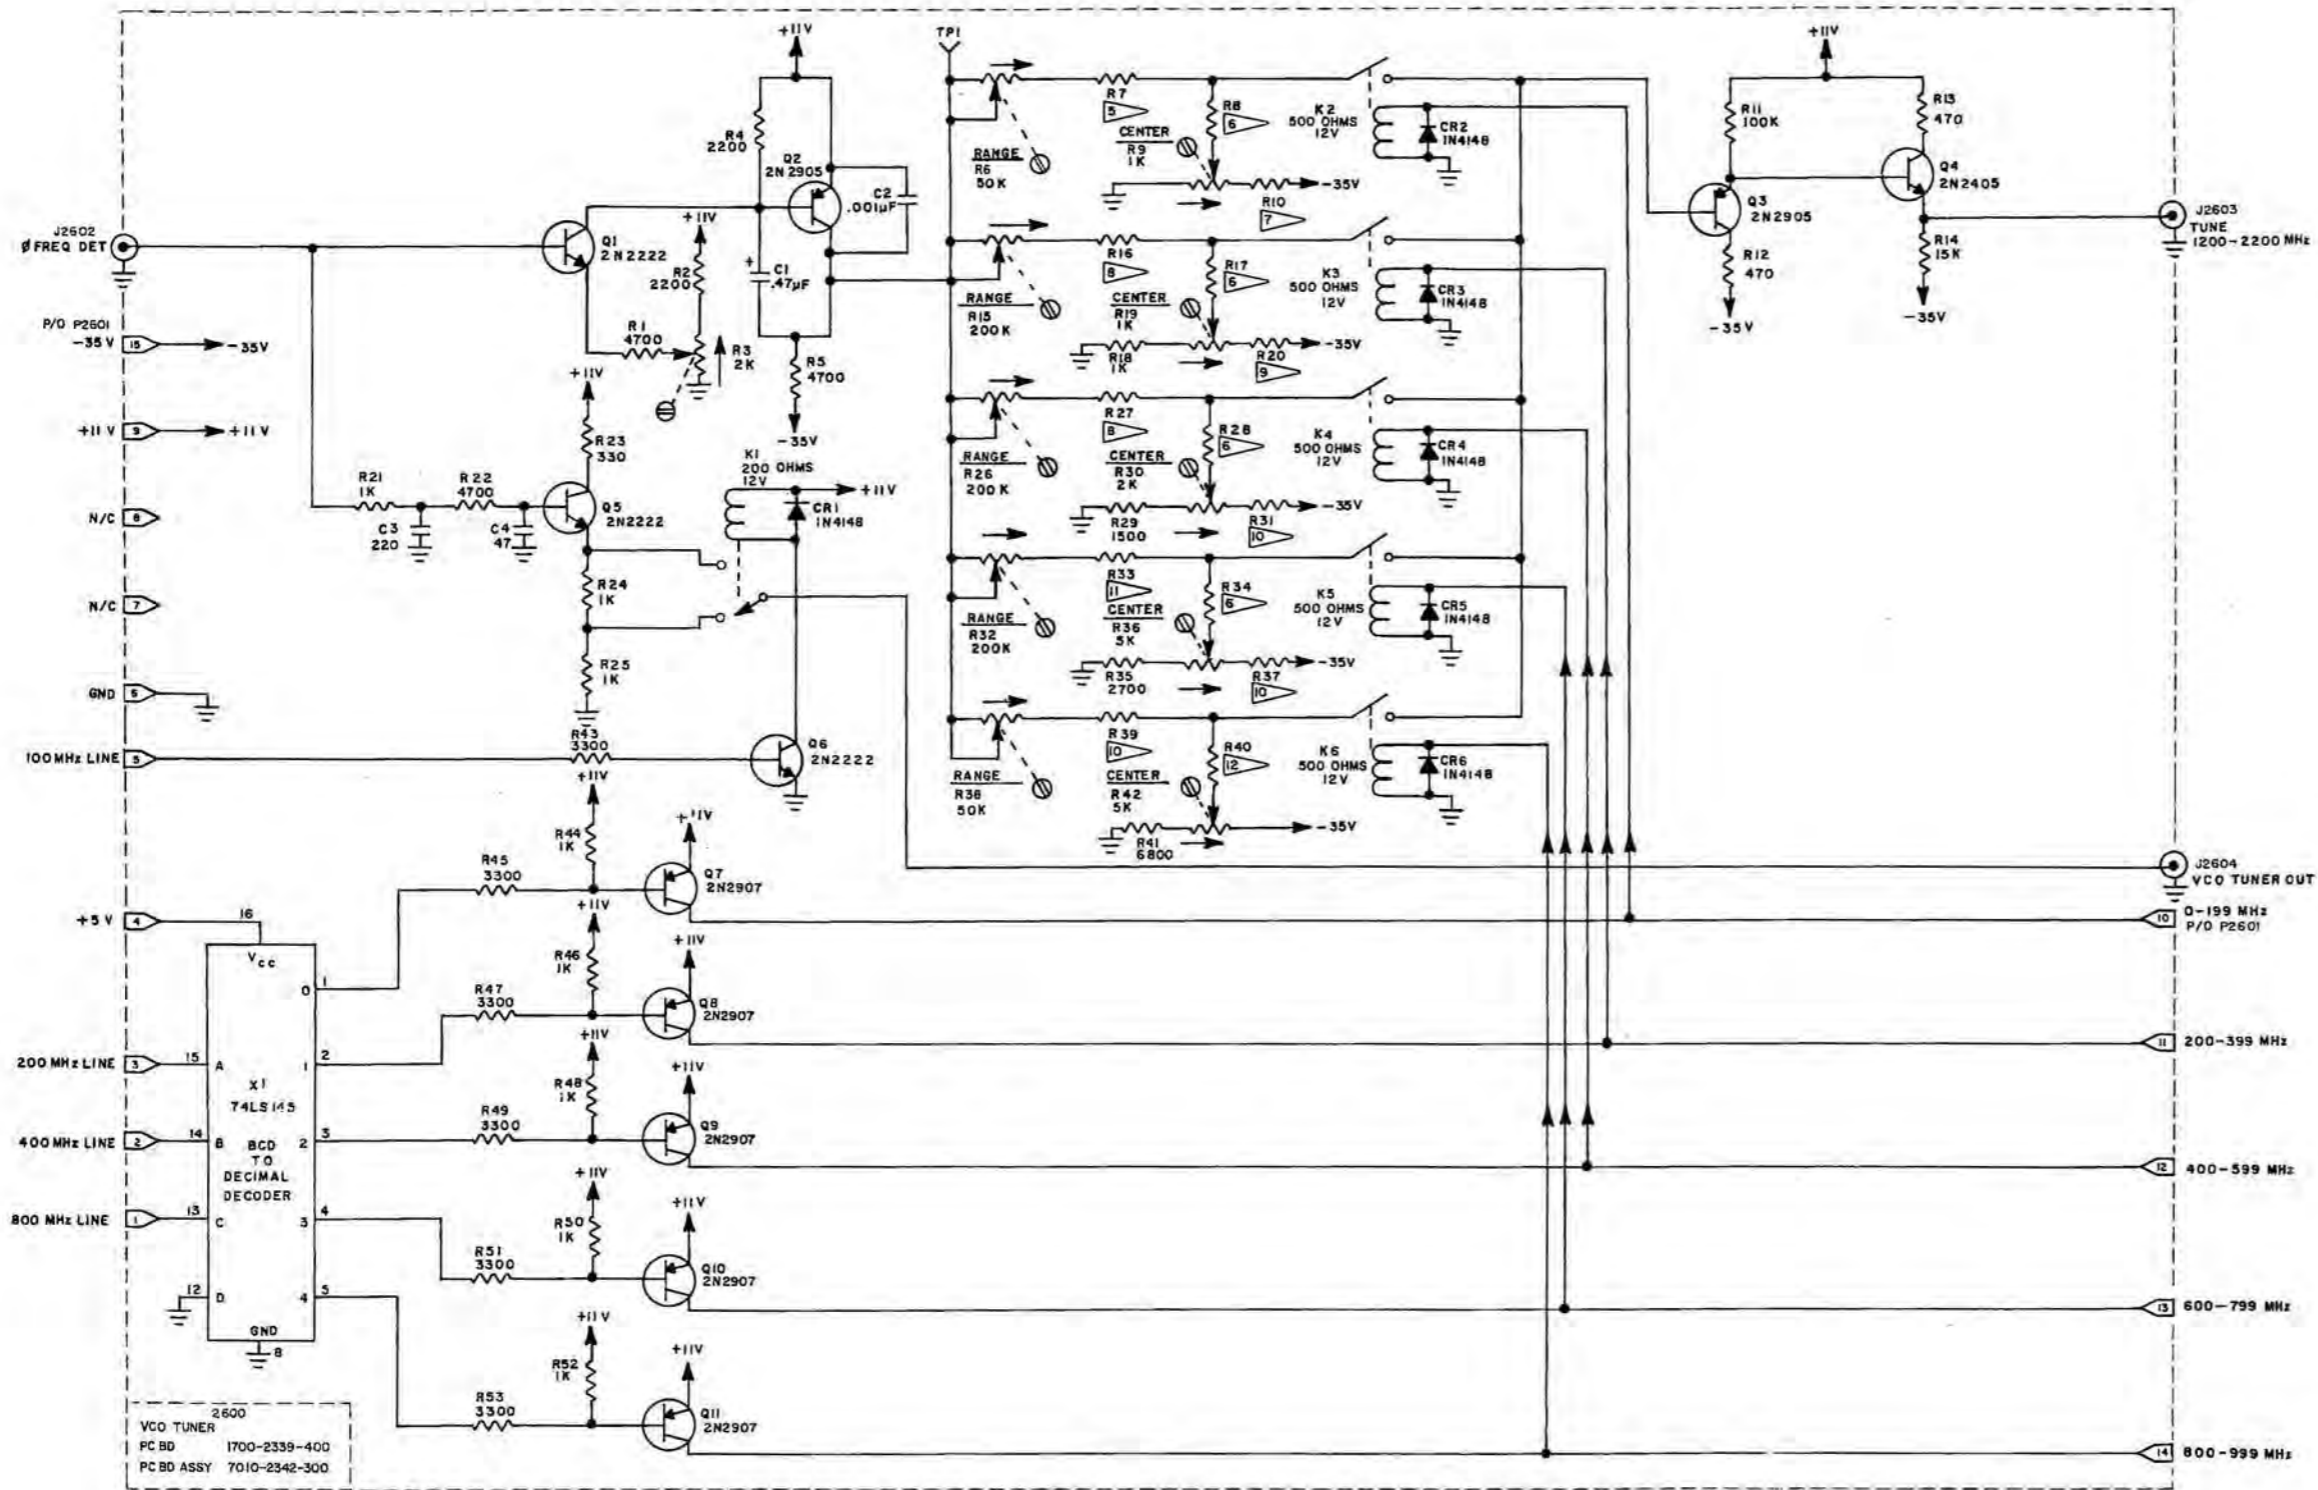 +11V
TP1
+11V
R4
2200
Q2
2N2905
C2
.001µF
R7
5
R8
6
K2
500 OHMS
12V
CR2
1N4148
CENTER
R9
1K
RANGE
R6
50K
-35V
R10
7
R11
100K
R13
470
Q4
2N2405
Q3
2N2905
R12
470
-35V
R14
15K
-35V
J2603
TUNE
1200-2200 MHz
J2602
Ø FREQ DET
Q1
2N2222
+11V
R2
2200
C1
.47µF
+
R1
4700
R3
2K
R5
4700
-35V
R16
8
R17
6
K3
500 OHMS
12V
CR3
1N4148
RANGE
R15
200K
CENTER
R19
1K
R18
1K
R20
9
-35V
P/O P2601
-35V 15 -35V
+11V 9 +11V
N/C 8
N/C 7
GND 6
+11V
R23
330
R21
1K
R22
4700
C3
220
C4
47
Q5
2N2222
R24
1K
R25
1K
K1
200 OHMS
12V
+11V
CR1
1N4148
R27
8
R28
6
K4
500 OHMS
12V
CR4
1N4148
RANGE
R26
200K
CENTER
R30
2K
R29
1500
R31
10
-35V
R33
11
R34
6
K5
500 OHMS
12V
CR5
1N4148
RANGE
R32
200K
CENTER
R36
5K
R35
2700
R37
10
-35V
100MHz LINE 5
R43
3300
Q6
2N2222
R39
10
R40
12
K6
500 OHMS
12V
CR6
1N4148
RANGE
R38
50K
CENTER
R42
5K
R41
6800
-35V
+11V
R44
1K
R45
3300
+11V
Q7
2N2907
J2604
VCO TUNER OUT
10 0-199 MHz
P/O P2601
+5V 4
16
VCC
0 1
+11V
R46
1K
R47
3300
+11V
Q8
2N2907
11 200-399 MHz
200MHz LINE 3
15 A
1 2
X1
74LS145
BCD
TO
DECIMAL
DECODER
+11V
R48
1K
R49
3300
+11V
Q9
2N2907
12 400-599 MHz
400MHz LINE 2
14 B
2 3
800 MHz LINE 1
13 C
3 4
+11V
R50
1K
R51
3300
+11V
Q10
2N2907
13 600-799 MHz
12 D
4 5
GND
8
+11V
R52
1K
R53
3300
+11V
Q11
2N2907
14 800-999 MHz
2600
VCO TUNER
PC BD 1700-2339-400
PC BD ASSY 7010-2342-300